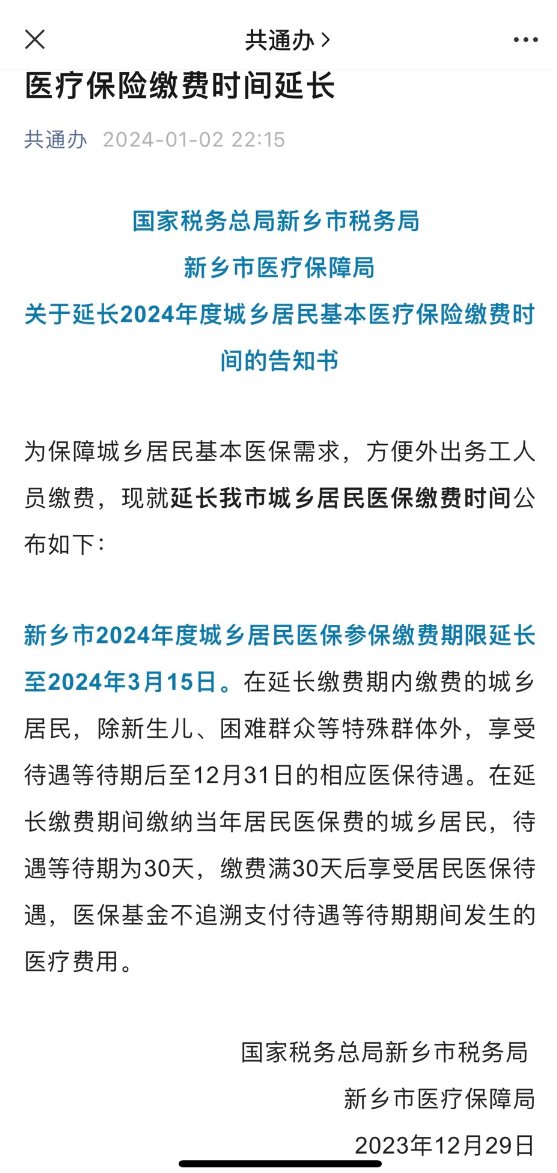 共通办
医疗保险缴费时间延长
共通办 2024-01-02 22:15
国家税务总局新乡市税务局
新乡市医疗保障局
关于延长2024年度城乡居民基本医疗保险缴费时
间的告知书
为保障城乡居民基本医保需求，方便外出务工人
员缴费，现就延长我市城乡居民医保缴费时间公
布如下：
新乡市2024年度城乡居民医保参保缴费期限延长
至2024年3月15日。在延长缴费期内缴费的城乡
居民，除新生儿、困难群众等特殊群体外，享受
待遇等待期后至12月31日的相应医保待遇。在延
长缴费期间缴纳当年居民医保费的城乡居民，待
遇等待期为30天，缴费满30天后享受居民医保待
遇，医保基金不追溯支付待遇等待期期间发生的
医疗费用。
国家税务总局新乡市税务局
新乡市医疗保障局
2023年12月29日